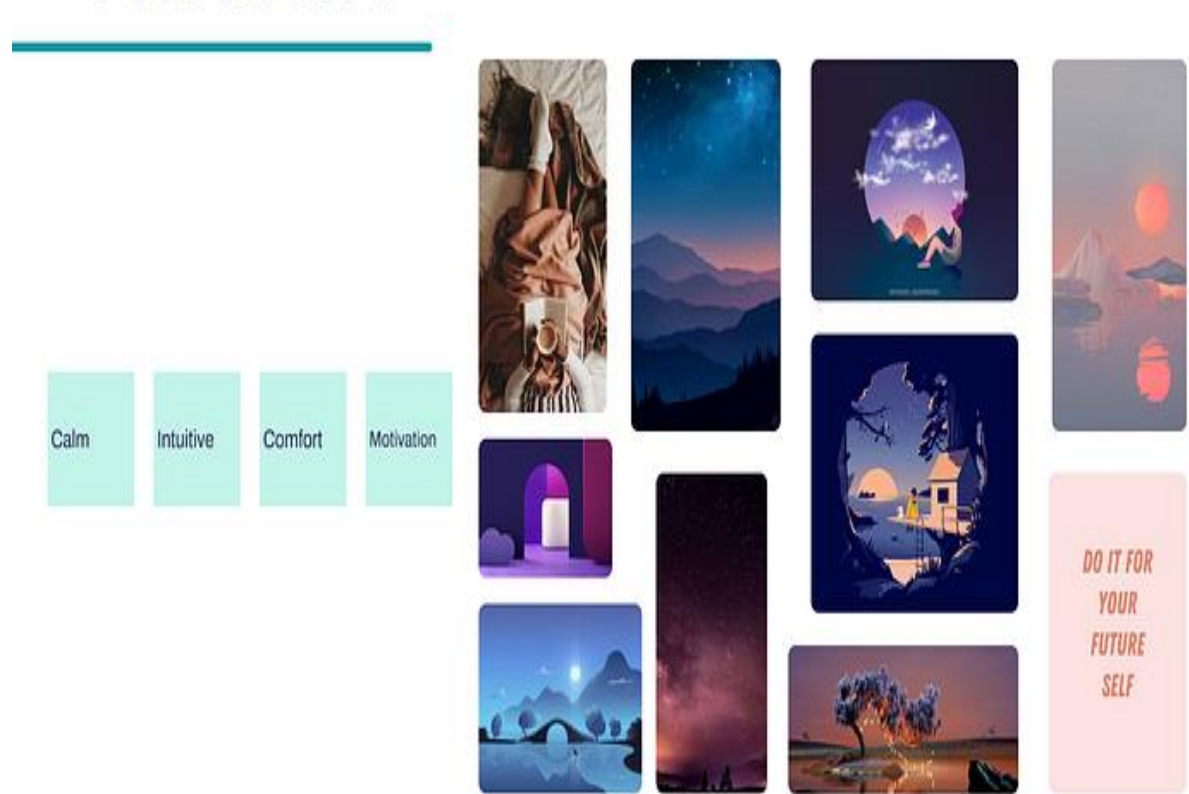 Calm
Intuitive
Comfort
Motivation
DO IT FOR
YOUR
FUTURE
SELF